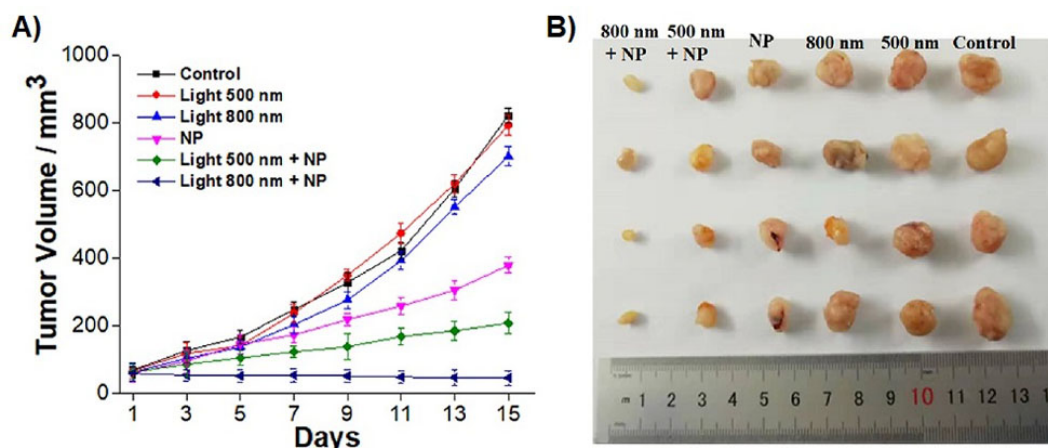 A)
Tumor Volume / mm³
1000
800
600
400
200
0
Control
Light 500 nm
Light 800 nm
NP
Light 500 nm + NP
Light 800 nm + NP
1 3 5 7 9 11 13 15
Days
B)
800 nm
+ NP
500 nm
+ NP
NP
800 nm
500 nm
Control
1 2 3 4 5 6 7 8 9 10 11 12 13